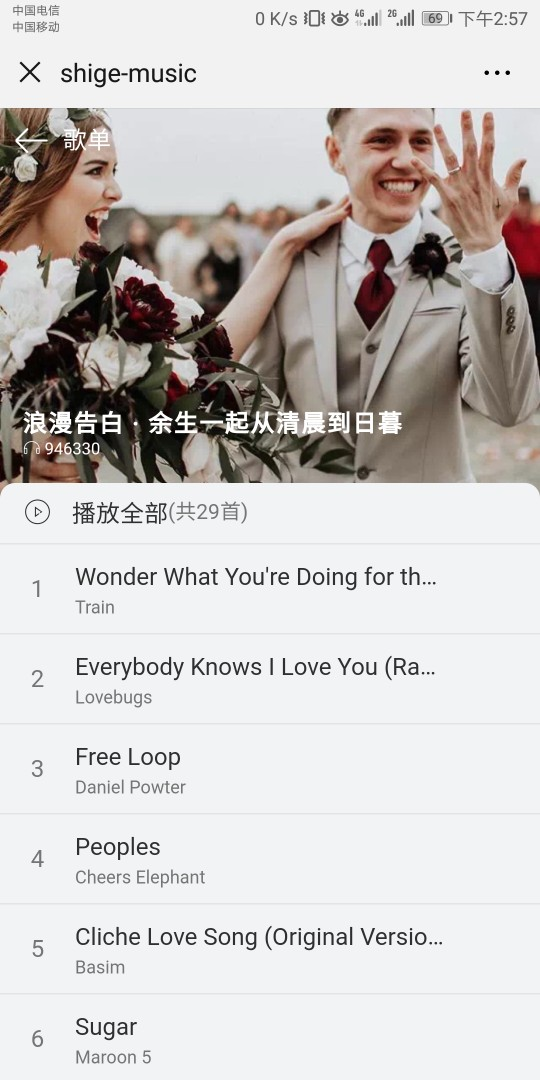 中国电信
中国移动
0 K/s 4G 2G 69 下午2:57
shige-music
歌单
浪漫告白 · 余生一起从清晨到日暮
946330
播放全部(共29首)
1 Wonder What You're Doing for th...
Train
2 Everybody Knows I Love You (Ra...
Lovebugs
3 Free Loop
Daniel Powter
4 Peoples
Cheers Elephant
5 Cliche Love Song (Original Versio...
Basim
6 Sugar
Maroon 5